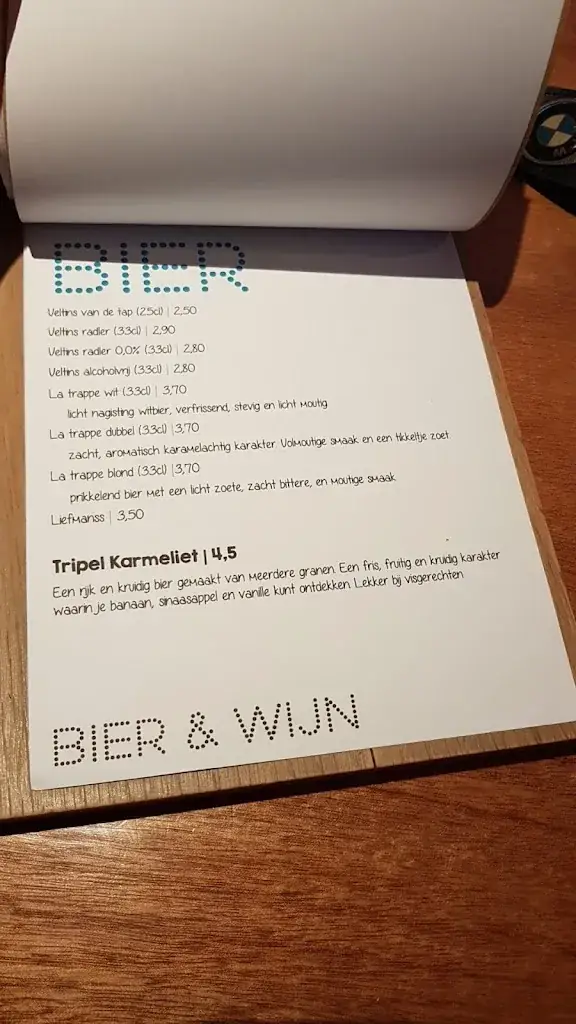 BIER
Veltins van de tap (25cl) | 2,50
Veltins radler (33cl) | 2,90
Veltins radler 0,0% (33cl) | 2,80
Veltins alcoholvrij (33cl) | 2,80
La trappe wit (33cl) | 3,70
licht nagisting witbier, verfrissend, stevig en licht moutig
La trappe dubbel (33cl) | 3,70
zacht, aromatisch karamelachtig karakter. Volmoutige smaak en een tikkeltje zoet
La trappe blond (33cl) | 3,70
prikkelend bier met een licht zoete, zacht bittere, en moutige smaak
Liefmanss | 3,50
Tripel Karmeliet | 4,5
Een rijk en kruidig bier gemaakt van meerdere granen. Een fris, fruitig en kruidig karakter
waarin je banaan, sinaasappel en vanille kunt ontdekken. Lekker bij visgerechten
BIER & WIJN